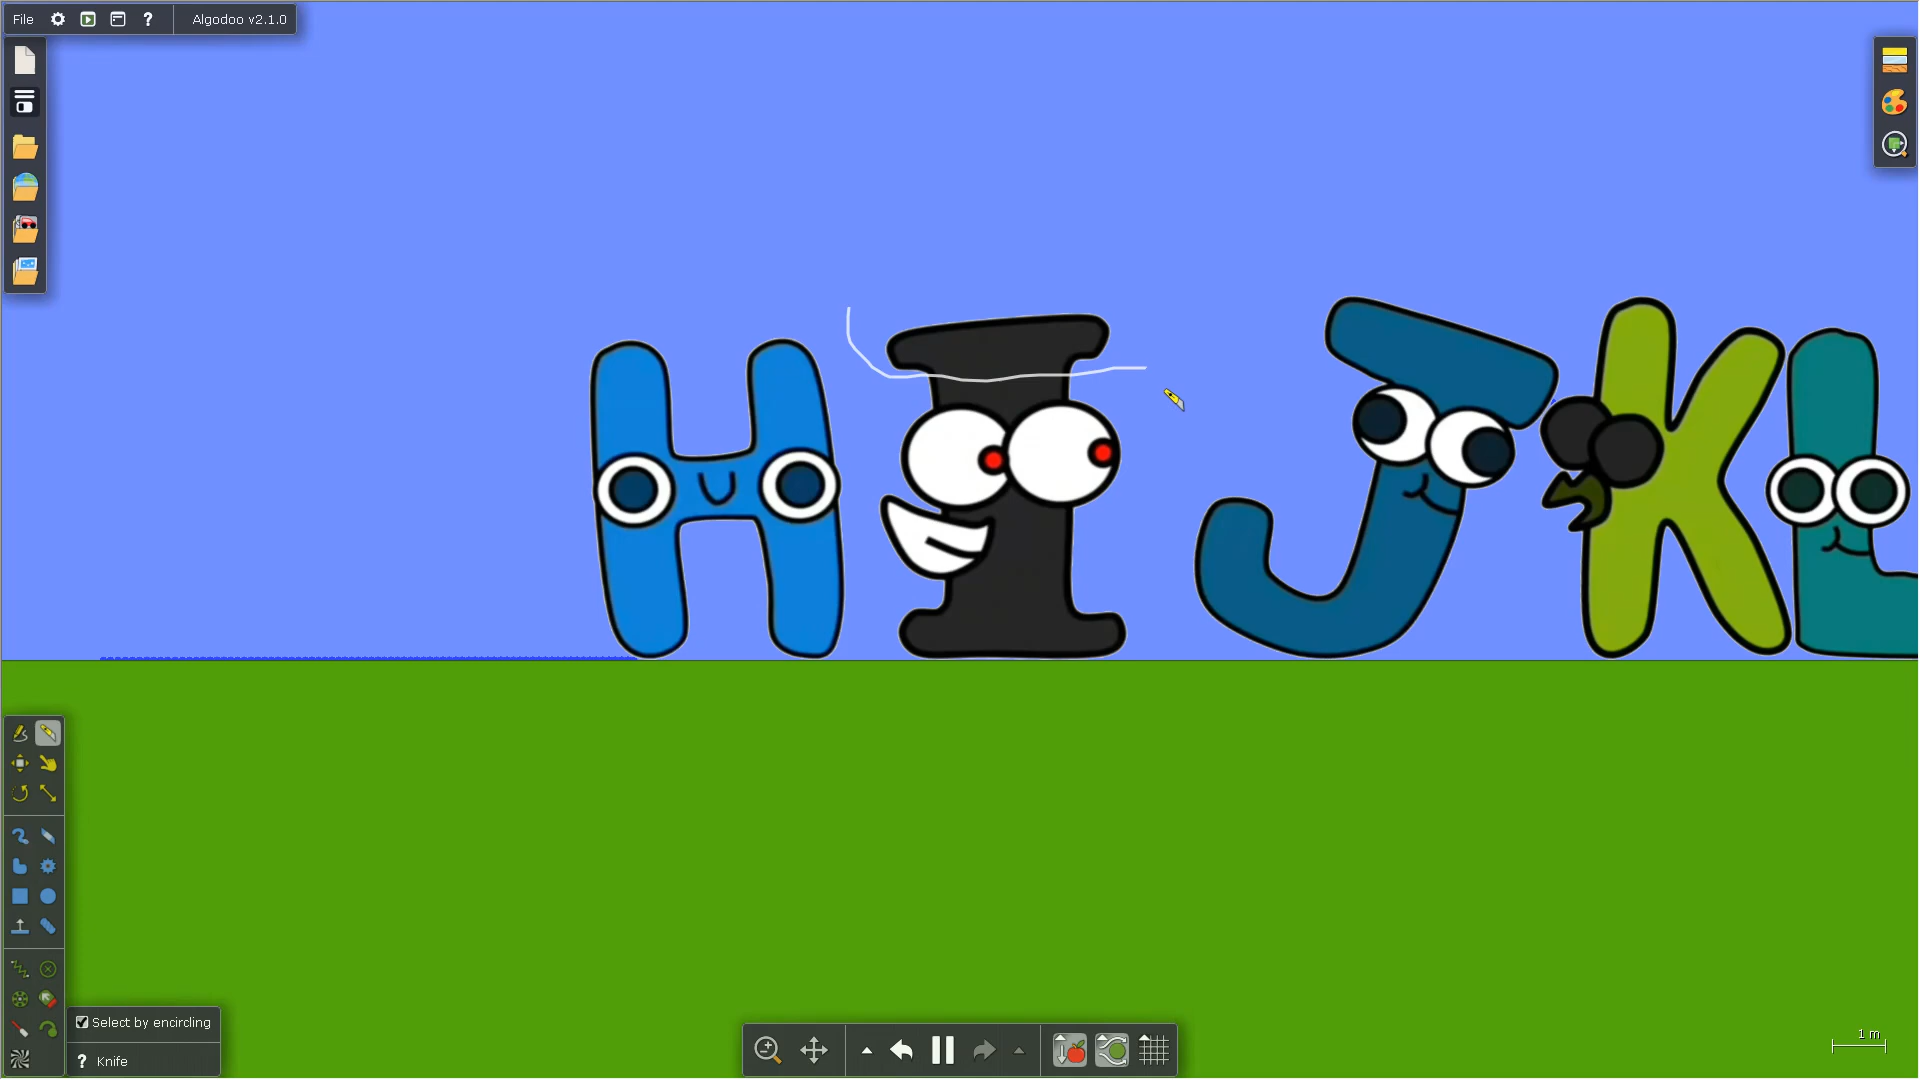 File ? Algodoo v2.1.0
H I J K L
Select by encircling
? Knife
1 m